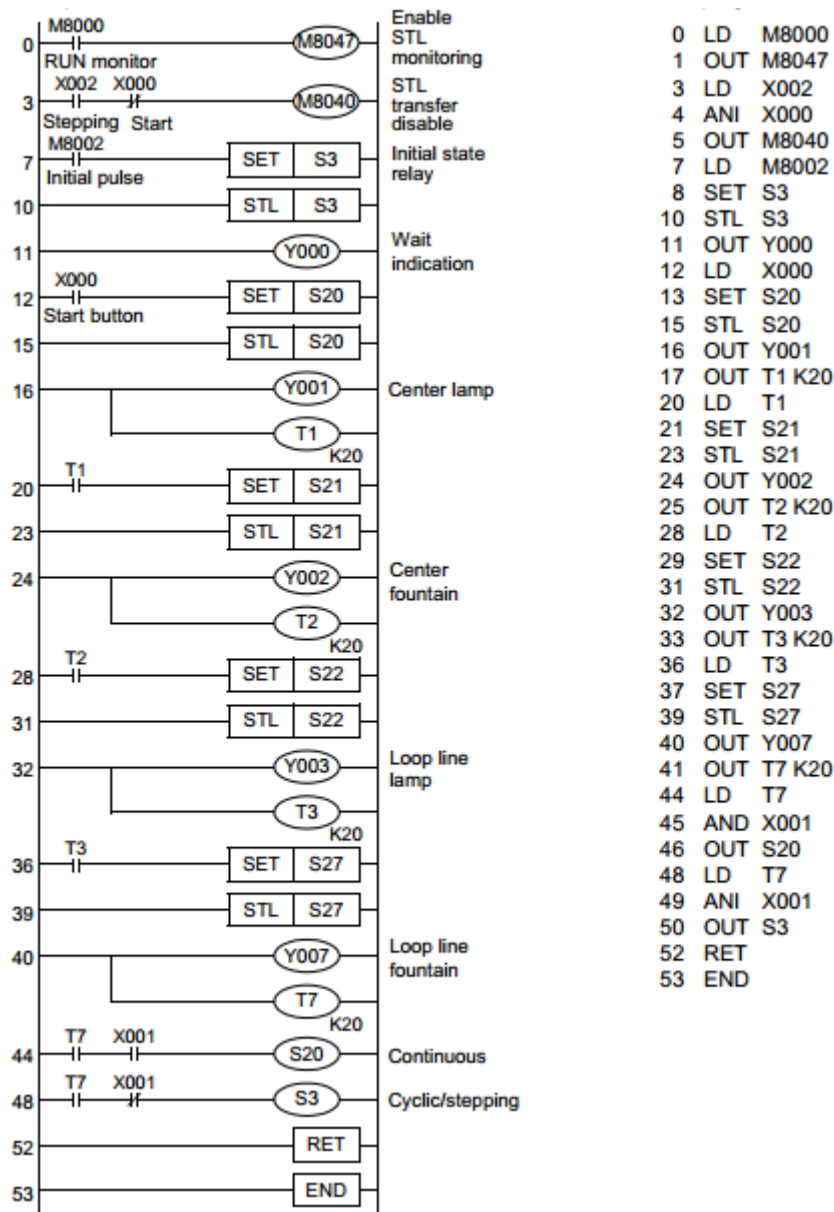 M8000
0
M8047
Enable
STL
monitoring
RUN monitor
X002 X000
3
M8040
STL
transfer
disable
Stepping Start
M8002
7
SET S3
Initial state
relay
Initial pulse
10
STL S3
11
Y000
Wait
indication
X000
12
SET S20
Start button
15
STL S20
16
Y001
Center lamp
T1
K20
T1
20
SET S21
23
STL S21
24
Y002
Center
fountain
T2
K20
T2
28
SET S22
31
STL S22
32
Y003
Loop line
lamp
T3
K20
T3
36
SET S27
39
STL S27
40
Y007
Loop line
fountain
T7
K20
T7 X001
44
S20
Continuous
T7 X001
48
S3
Cyclic/stepping
52
RET
53
END
0 LD M8000
1 OUT M8047
3 LD X002
4 ANI X000
5 OUT M8040
7 LD M8002
8 SET S3
10 STL S3
11 OUT Y000
12 LD X000
13 SET S20
15 STL S20
16 OUT Y001
17 OUT T1 K20
20 LD T1
21 SET S21
23 STL S21
24 OUT Y002
25 OUT T2 K20
28 LD T2
29 SET S22
31 STL S22
32 OUT Y003
33 OUT T3 K20
36 LD T3
37 SET S27
39 STL S27
40 OUT Y007
41 OUT T7 K20
44 LD T7
45 AND X001
46 OUT S20
48 LD T7
49 ANI X001
50 OUT S3
52 RET
53 END